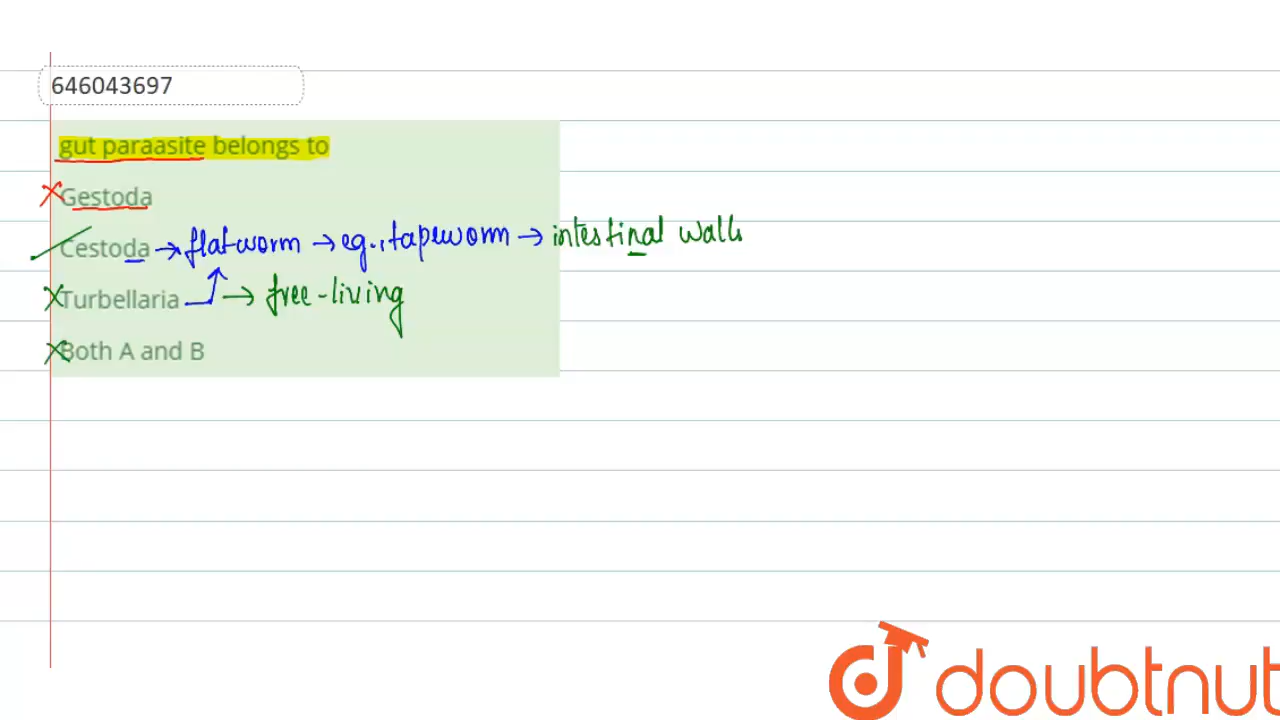 646043697
gut paraasite belongs to
Gestoda
Cestoda → flatworm → eg., tapeworm → intestinal walls
Turbellaria → free-living
Both A and B
doubtnut